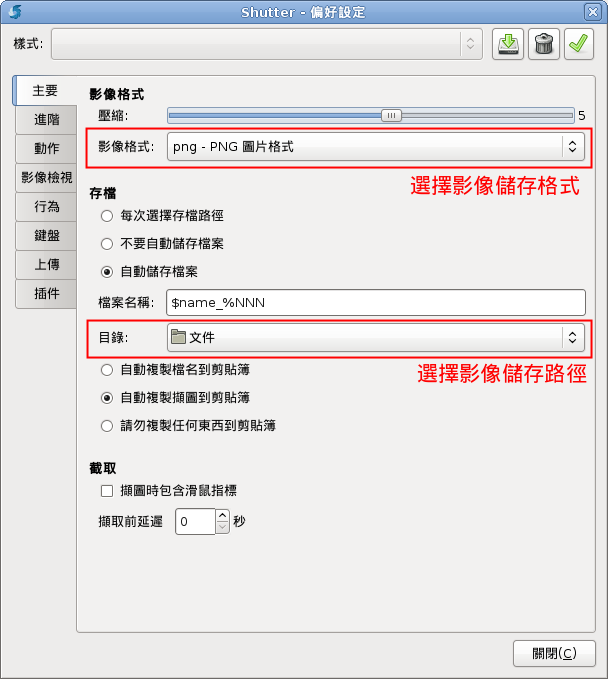 Shutter - 偏好設定
樣式:
主要
進階
動作
影像檢視
行為
鍵盤
上傳
插件
影像格式
壓縮: 5
影像格式: png - PNG 圖片格式
選擇影像儲存格式
存檔
每次選擇存檔路徑
不要自動儲存檔案
自動儲存檔案
檔案名稱: $name_%NNN
目錄: 文件
選擇影像儲存路徑
自動複製檔名到剪貼簿
自動複製擷圖到剪貼簿
請勿複製任何東西到剪貼簿
截取
擷圖時包含滑鼠指標
擷取前延遲 0 秒
關閉(C)